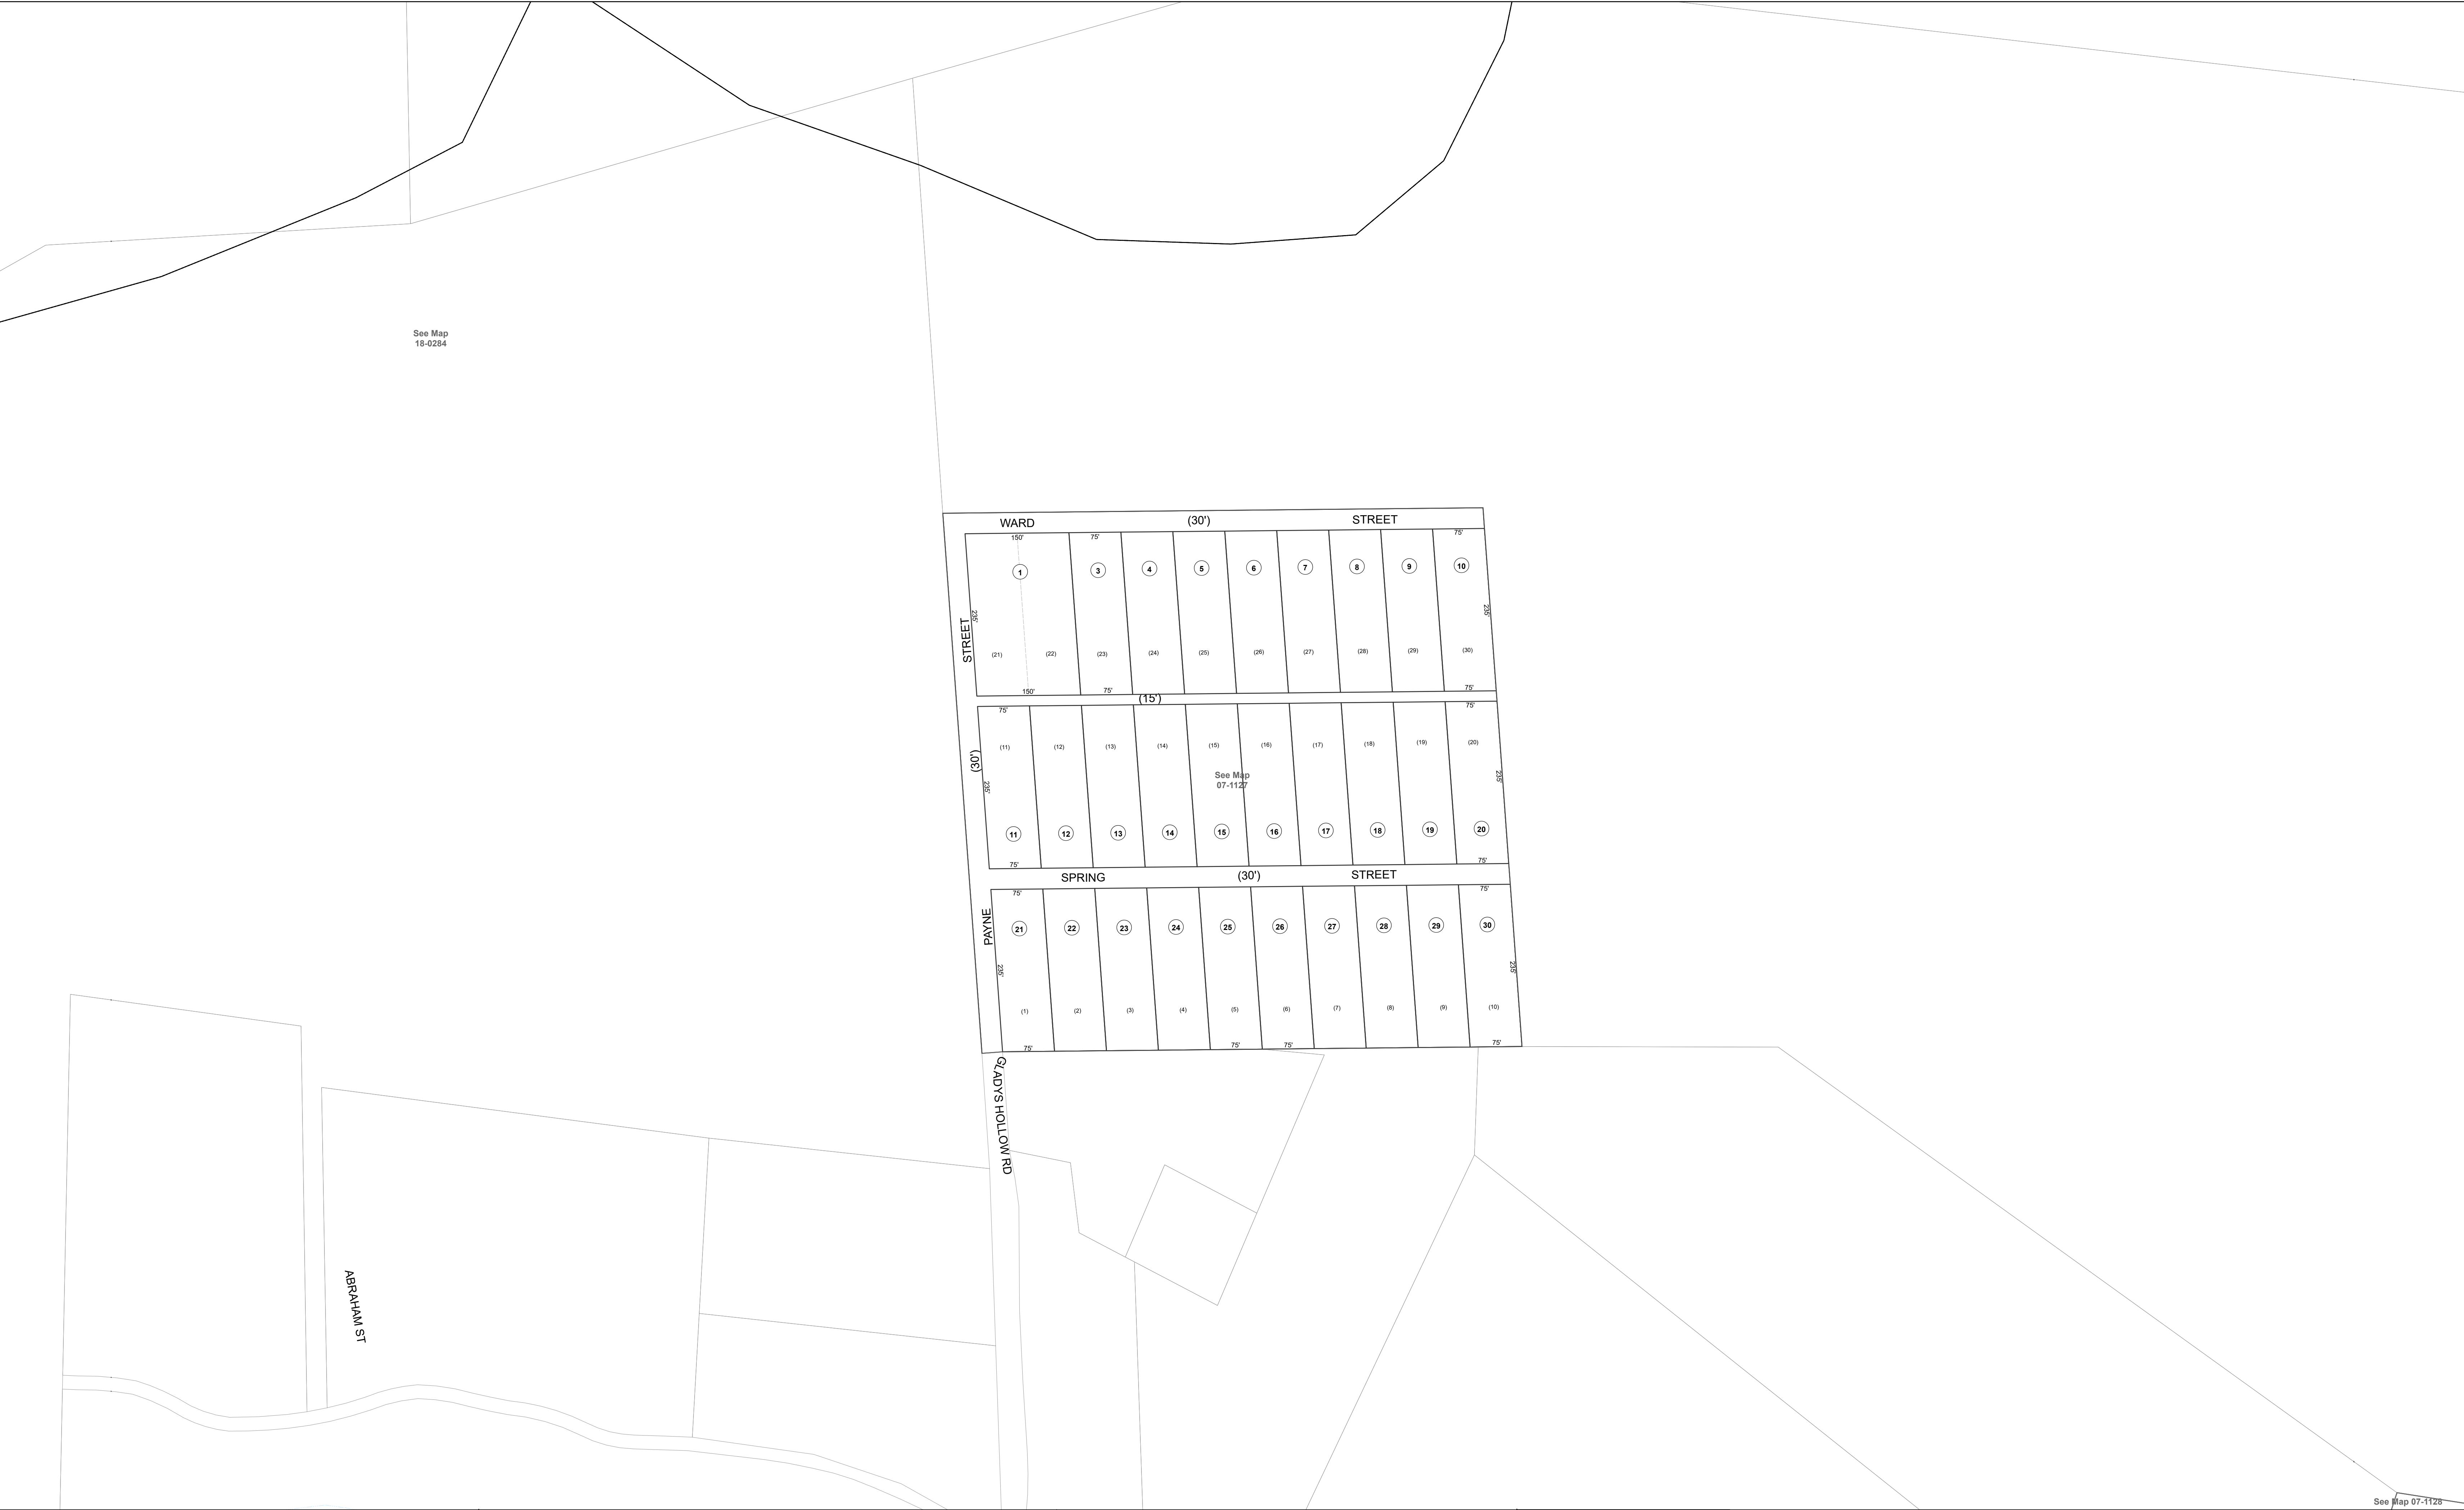 See Map
18-0284
WARD (30') STREET
150' 75' 75'
1 3 4 5 6 7 8 9 10
235' 235'
STREET
(21) (22) (23) (24) (25) (26) (27) (28) (29) (30)
150' 75' 75'
(15')
75' 75'
(11) (12) (13) (14) (15) (16) (17) (18) (19) (20)
(30')
See Map
07-1127
235' 235'
11 12 13 14 15 16 17 18 19 20
75' 75'
SPRING (30') STREET
75' 75'
PAYNE
21 22 23 24 25 26 27 28 29 30
235' 235'
(1) (2) (3) (4) (5) (6) (7) (8) (9) (10)
75' 75' 75' 75'
GLADYS HOLLOW RD
ABRAHAM ST
See Map 07-1128